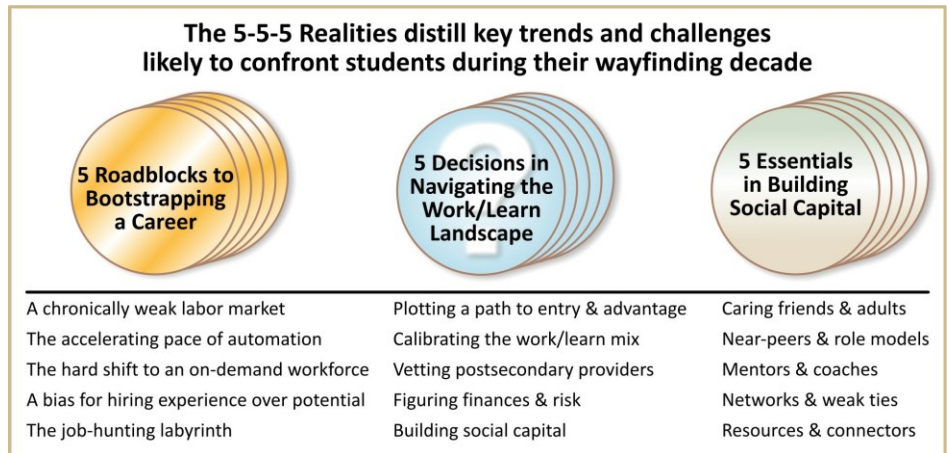 The 5-5-5 Realities distill key trends and challenges
likely to confront students during their wayfinding decade
5 Roadblocks to
Bootstrapping
a Career
5 Decisions in
Navigating the
Work/Learn
Landscape
5 Essentials
in Building
Social Capital
A chronically weak labor market
The accelerating pace of automation
The hard shift to an on-demand workforce
A bias for hiring experience over potential
The job-hunting labyrinth
Plotting a path to entry & advantage
Calibrating the work/learn mix
Vetting postsecondary providers
Figuring finances & risk
Building social capital
Caring friends & adults
Near-peers & role models
Mentors & coaches
Networks & weak ties
Resources & connectors